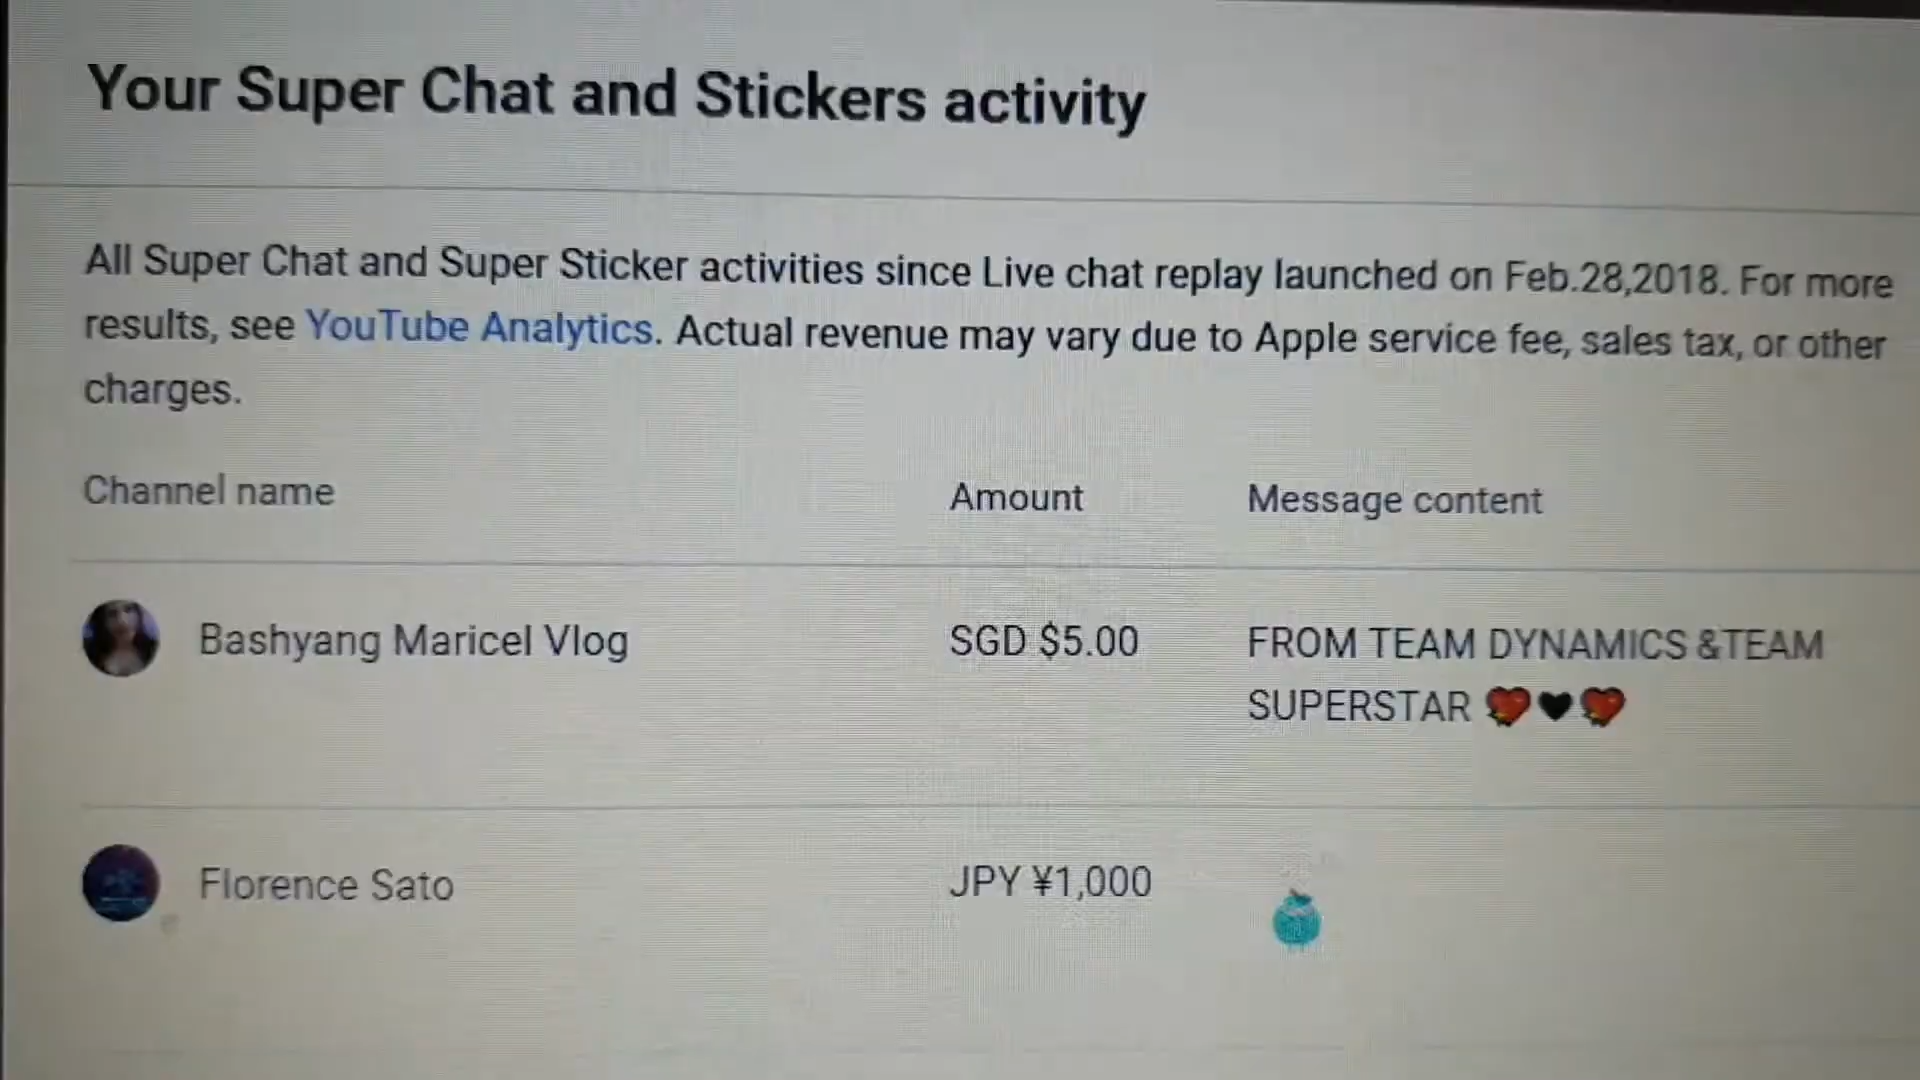 Your Super Chat and Stickers activity
All Super Chat and Super Sticker activities since Live chat replay launched on Feb.28,2018. For more
results, see YouTube Analytics. Actual revenue may vary due to Apple service fee, sales tax, or other
charges.
Channel name Amount Message content
Bashyang Maricel Vlog SGD $5.00 FROM TEAM DYNAMICS &TEAM
SUPERSTAR 💖🖤💖
Florence Sato JPY ¥1,000